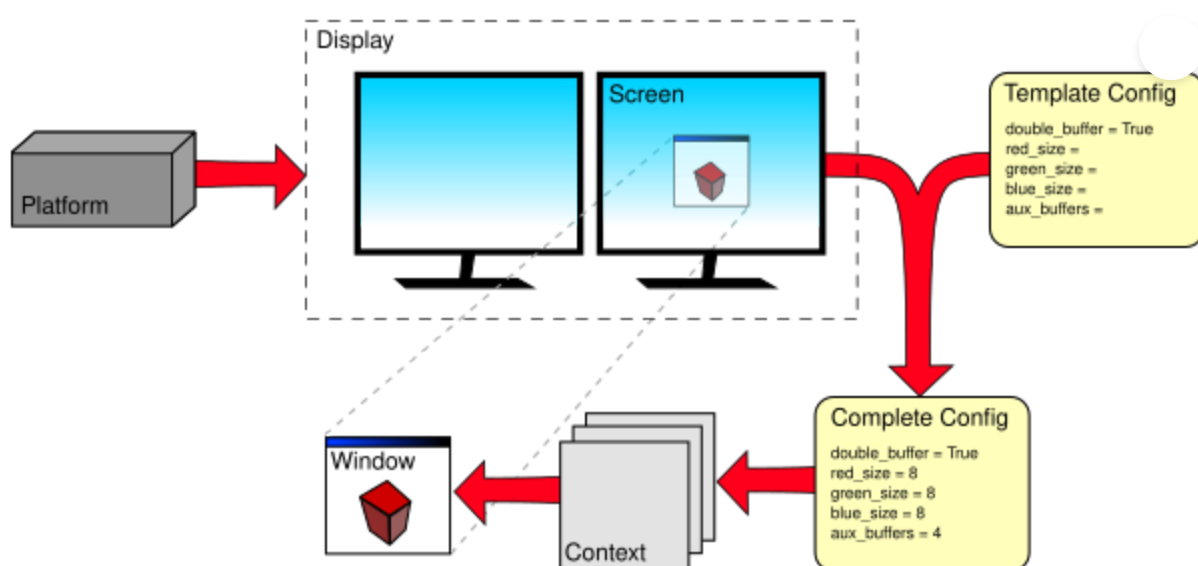 Display
Screen
Platform
Template Config
double_buffer = True
red_size =
green_size =
blue_size =
aux_buffers =
Complete Config
double_buffer = True
red_size = 8
green_size = 8
blue_size = 8
aux_buffers = 4
Window
Context